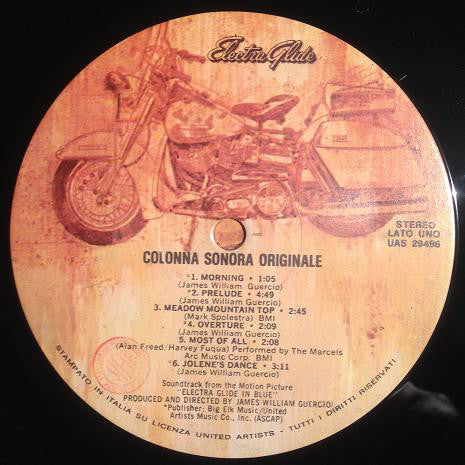 Electra Glide
STEREO
LATO UNO
UAS 29486
COLONNA SONORA ORIGINALE
*1. MORNING • 1:05
(James William Guercio)
*2. PRELUDE • 4:49
(James William Guercio)
3. MEADOW MOUNTAIN TOP • 2:45
(Mark Spolestra) BMI
*4. OVERTURE • 2:09
(James William Guercio)
5. MOST OF ALL • 2:08
(Alan Freed/Harvey Fuqua) Performed by The Marcels
Arc Music Corp. BMI
*6. JOLENE'S DANCE • 3:11
(James William Guercio)
Soundtrack from the Motion Picture
"ELECTRA GLIDE IN BLUE"
PRODUCED AND DIRECTED BY JAMES WILLIAM GUERCIO
*Publisher: Big Elk Music/United
Artists Music Co., Inc. (ASCAP)
STAMPATO IN ITALIA SU LICENZA UNITED ARTISTS - TUTTI I DIRITTI RISERVATI